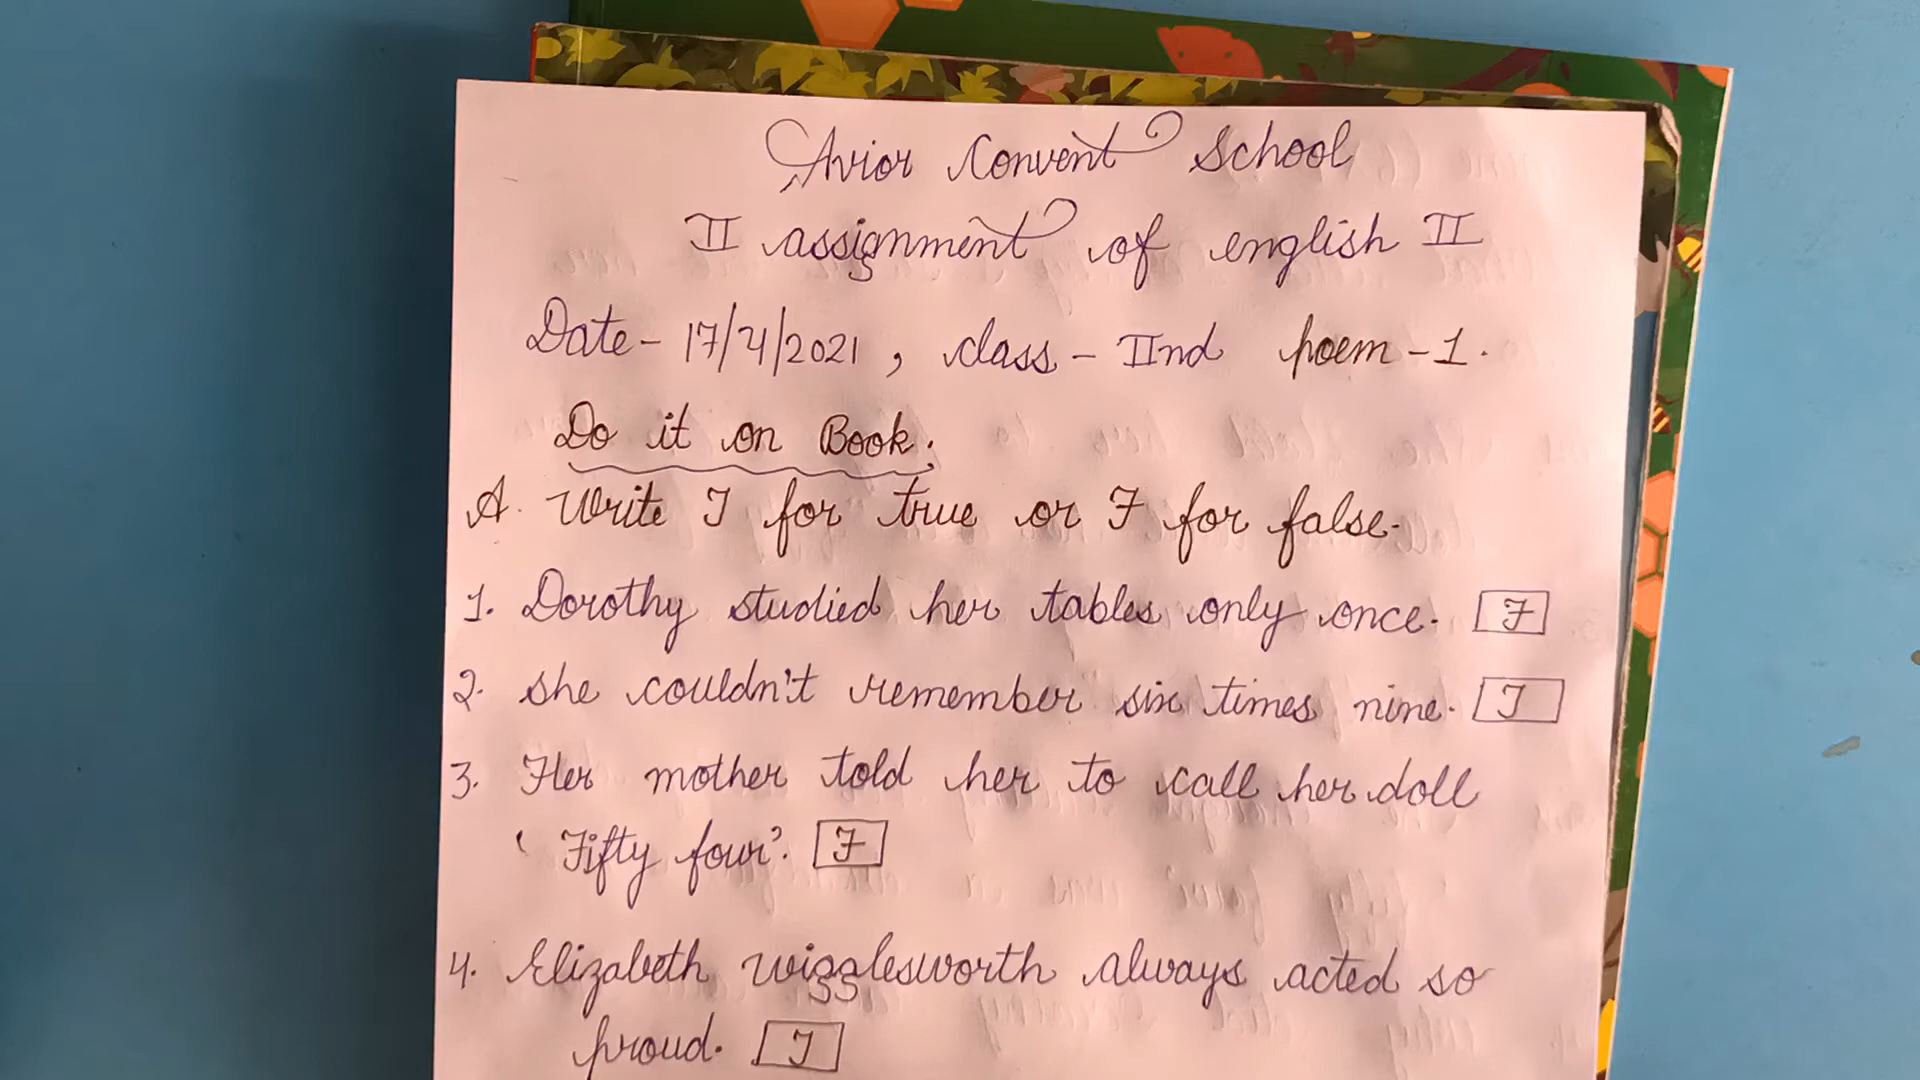 Avior Convent School
II assignment of english II
Date - 17/4/2021, class - IInd poem - 1.
Do it on Book.
A. Write T for true or F for false.
1. Dorothy studied her tables only once. F
2. she couldn't remember six times nine. T
3. Her mother told her to call her doll
'Fifty four'. F
4. Elizabeth wigglesworth always acted so
proud. T